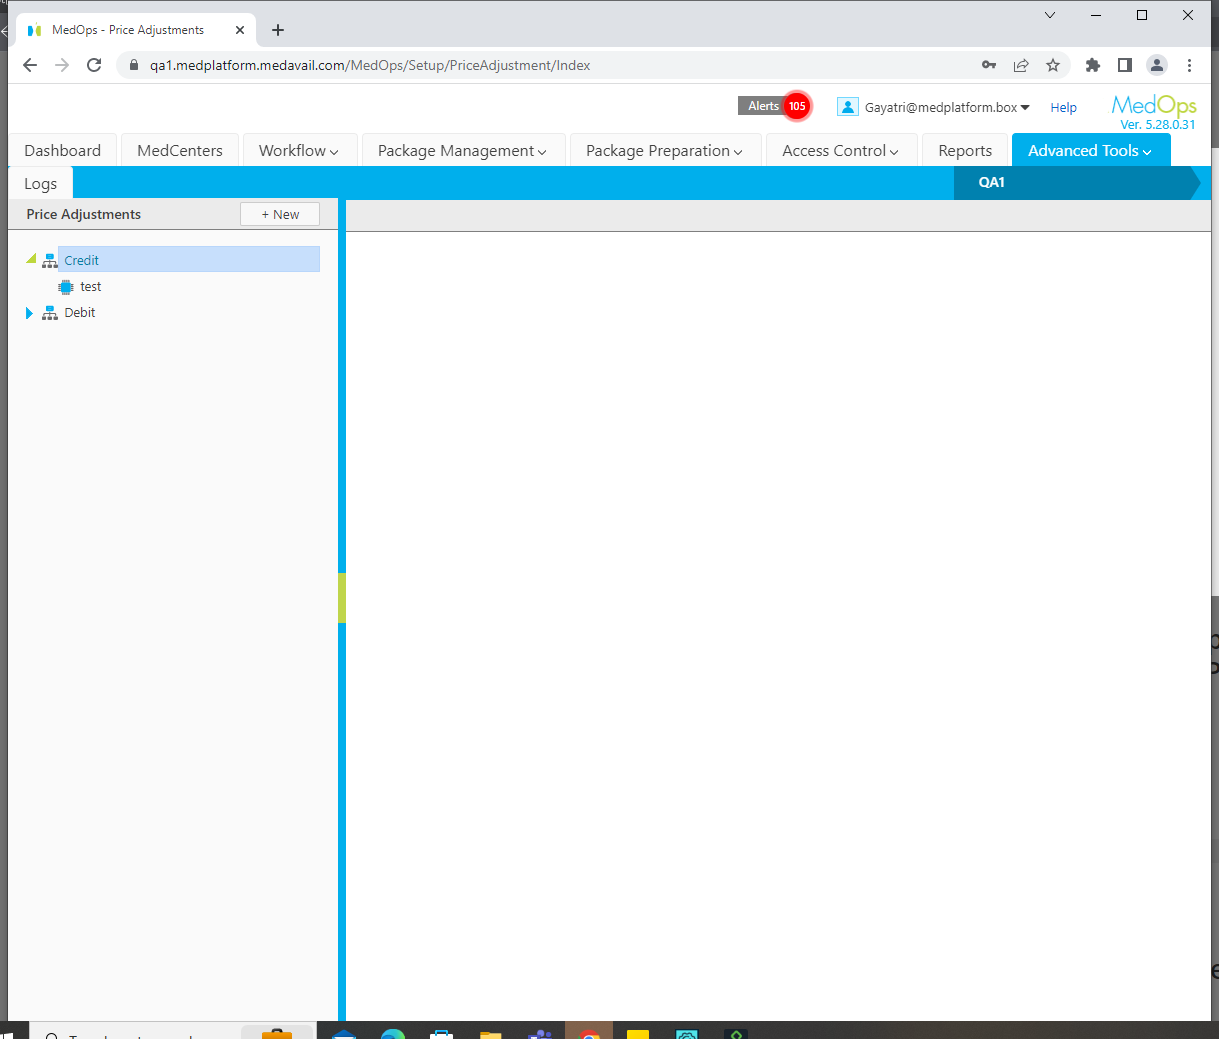 MedOps - Price Adjustments
qa1.medplatform.medavail.com/MedOps/Setup/PriceAdjustment/Index
Alerts 105
Gayatri@medplatform.box
Help
MedOps
Ver. 5.28.0.31
Dashboard
MedCenters
Workflow
Package Management
Package Preparation
Access Control
Reports
Advanced Tools
Logs
QA1
Price Adjustments
+ New
Credit
test
Debit